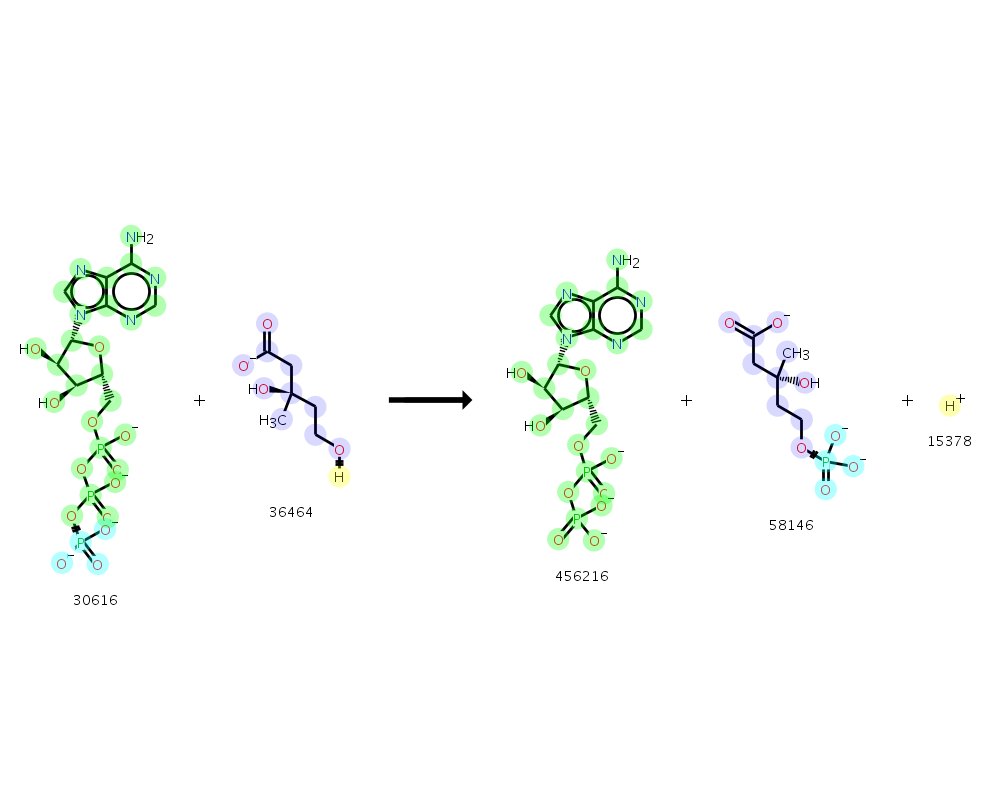 NH2
N
N
N
N
HO
O
HO
O
O-
P
O
O
O-
P
O
O
O-
P
O-
O
30616
+
O
O-
HO
H3C
O
H
36464
NH2
N
N
N
N
HO
O
HO
O
O-
P
O
O
O-
P
O
O-
456216
+
O
O-
CH3
OH
O
O-
P
O-
O
58146
+
H+
15378